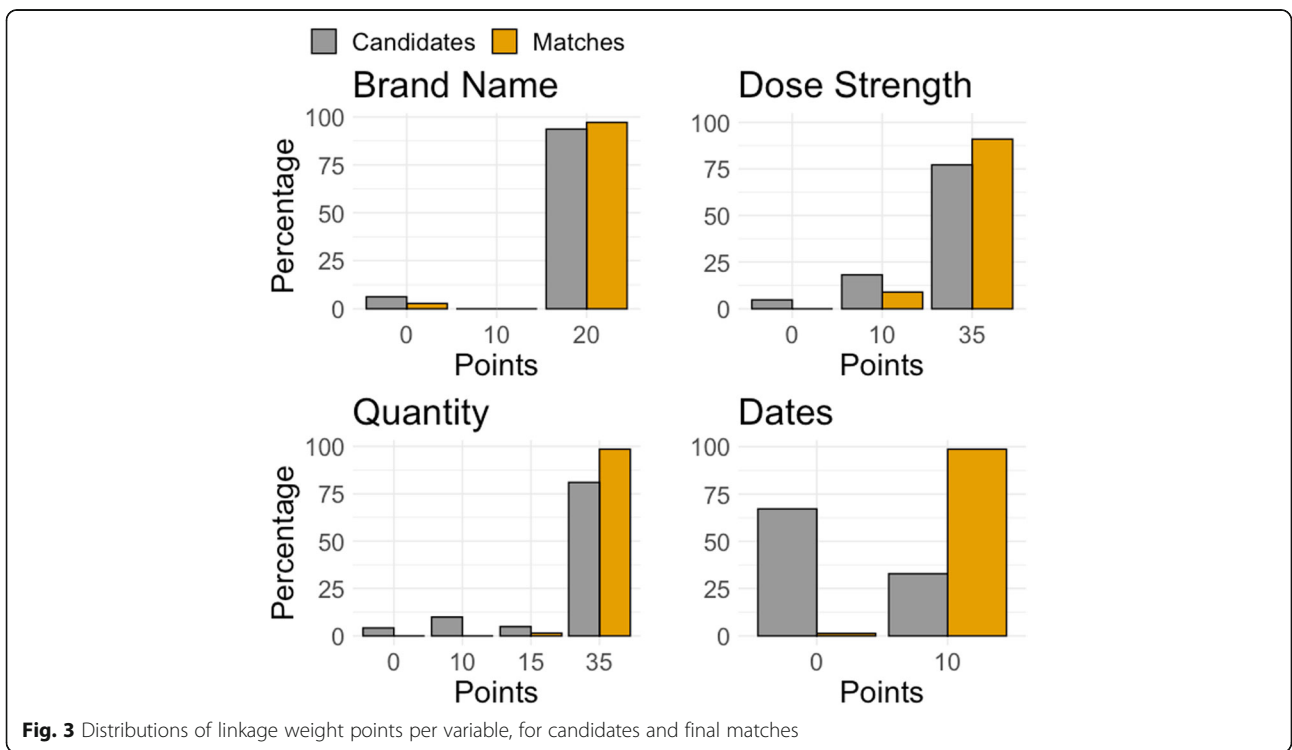 Candidates Matches
Brand Name
Percentage
100
75
50
25
0
0 10 20
Points
Dose Strength
100
75
50
25
0
0 10 35
Points
Quantity
Percentage
100
75
50
25
0
0 10 15 35
Points
Dates
100
75
50
25
0
0 10
Points
Fig. 3 Distributions of linkage weight points per variable, for candidates and final matches